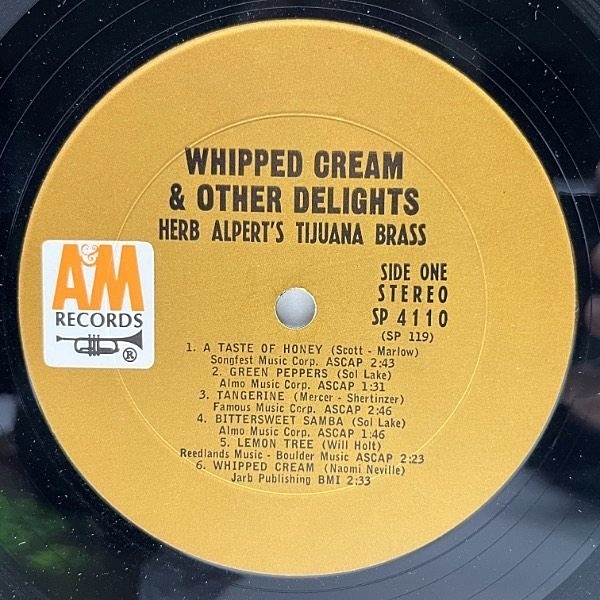 WHIPPED CREAM
& OTHER DELIGHTS
HERB ALPERT'S TIJUANA BRASS
A&M
RECORDS
®
SIDE ONE
STEREO
SP 4110
(SP 119)
1. A TASTE OF HONEY (Scott - Marlow)
Songfest Music Corp. ASCAP 2:43
2. GREEN PEPPERS (Sol Lake)
Almo Music Corp. ASCAP 1:31
3. TANGERINE (Mercer - Shertinzer)
Famous Music Corp. ASCAP 2:46
4. BITTERSWEET SAMBA (Sol Lake)
Almo Music Corp. ASCAP 1:46
5. LEMON TREE (Will Holt)
Reedlands Music - Boulder Music ASCAP 2:23
6. WHIPPED CREAM (Naomi Neville)
Jarb Publishing BMI 2:33